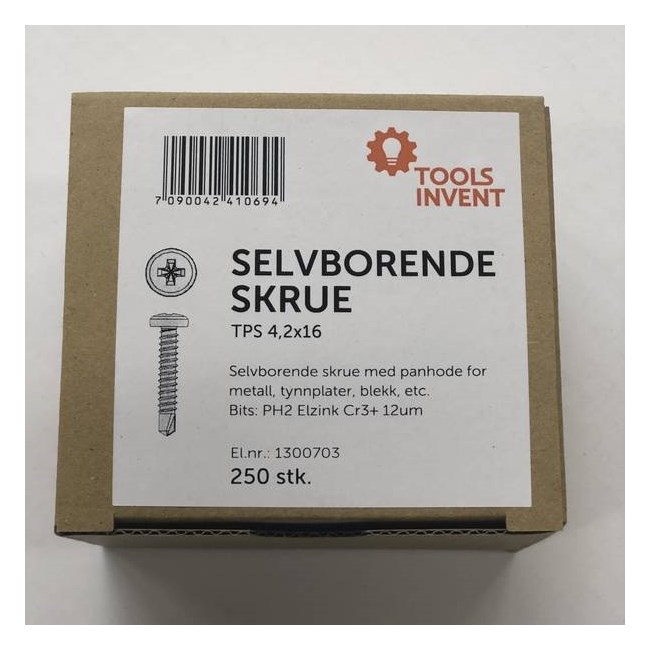 7 090042 410694
TOOLS
INVENT
SELVBORENDE
SKRUE
TPS 4,2x16
Selvborende skrue med panhode for
metall, tynnplater, blekk, etc.
Bits: PH2 Elzink Cr3+ 12um
El.nr.: 1300703
250 stk.